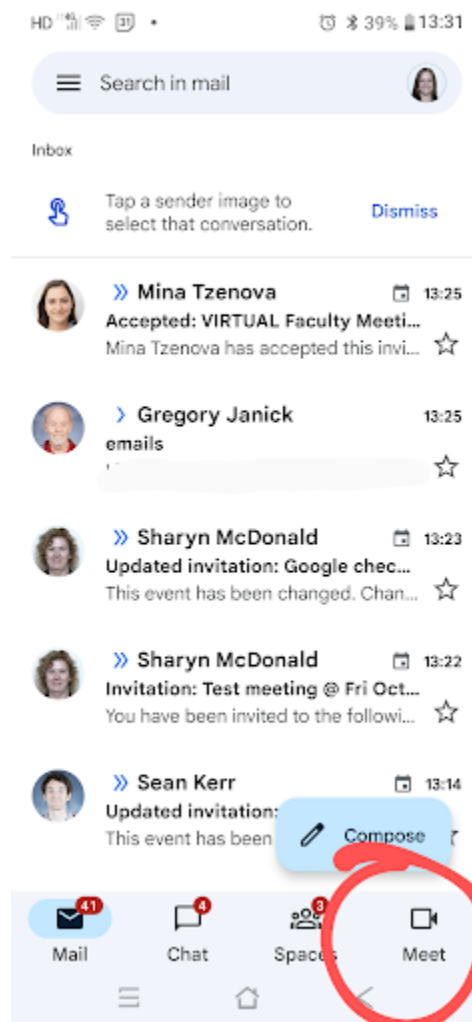 HD 4G 31 • 39% 13:31
Search in mail
Inbox
Tap a sender image to
select that conversation.
Dismiss
Mina Tzenova 13:25
Accepted: VIRTUAL Faculty Meeti...
Mina Tzenova has accepted this invi...
Gregory Janick 13:25
emails
Sharyn McDonald 13:23
Updated invitation: Google chec...
This event has been changed. Chan...
Sharyn McDonald 13:22
Invitation: Test meeting @ Fri Oct...
You have been invited to the followi...
Sean Kerr 13:14
Updated invitation:
This event has been
Compose
41 4 3
Mail Chat Spaces Meet